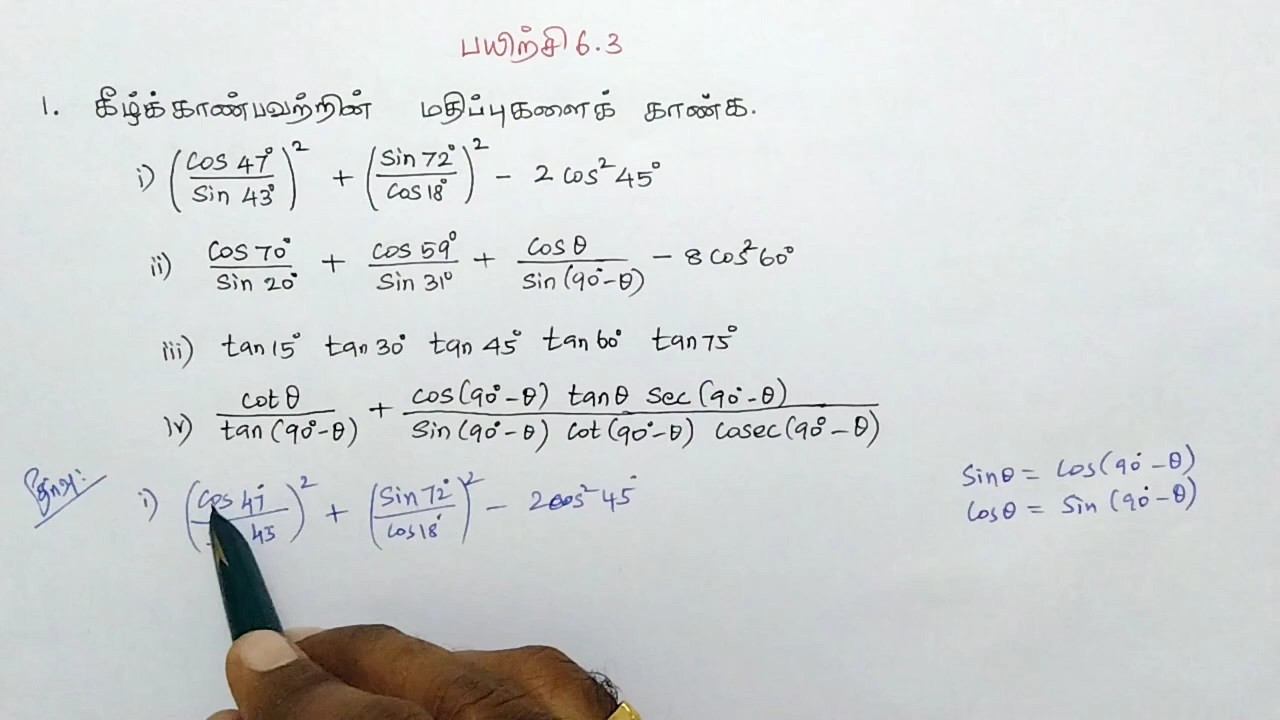 பயிற்சி 6.3
1. கீழ்க்காண்பவற்றின் மதிப்புகளைக் காண்க.
i) (cos 47° / sin 43°)² + (sin 72° / cos 18°)² - 2 cos² 45°
ii) cos 70° / sin 20° + cos 59° / sin 31° + cos θ / sin (90° - θ) - 8 cos² 60°
iii) tan 15° tan 30° tan 45° tan 60° tan 75°
iv) cot θ / tan (90° - θ) + cos (90° - θ) tan θ sec (90° - θ) / sin (90° - θ) cot (90° - θ) cosec (90° - θ)
sin θ = cos (90° - θ)
cos θ = sin (90° - θ)
தீர்வு:
i) (cos 47° / 43)² + (sin 72° / cos 18°)² - 2 cos² 45°